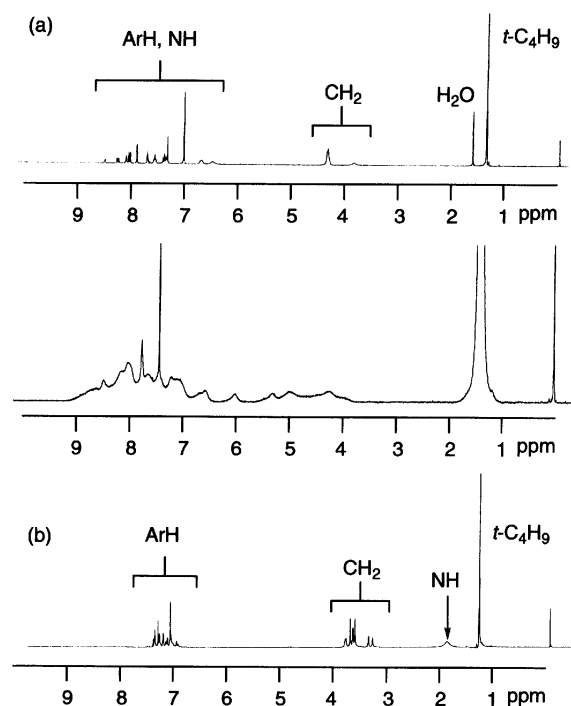 (a)
ArH, NH
t-C₄H₉
CH₂
H₂O
9 8 7 6 5 4 3 2 1 ppm
9 8 7 6 5 4 3 2 1 ppm
(b)
ArH
t-C₄H₉
CH₂
NH
9 8 7 6 5 4 3 2 1 ppm